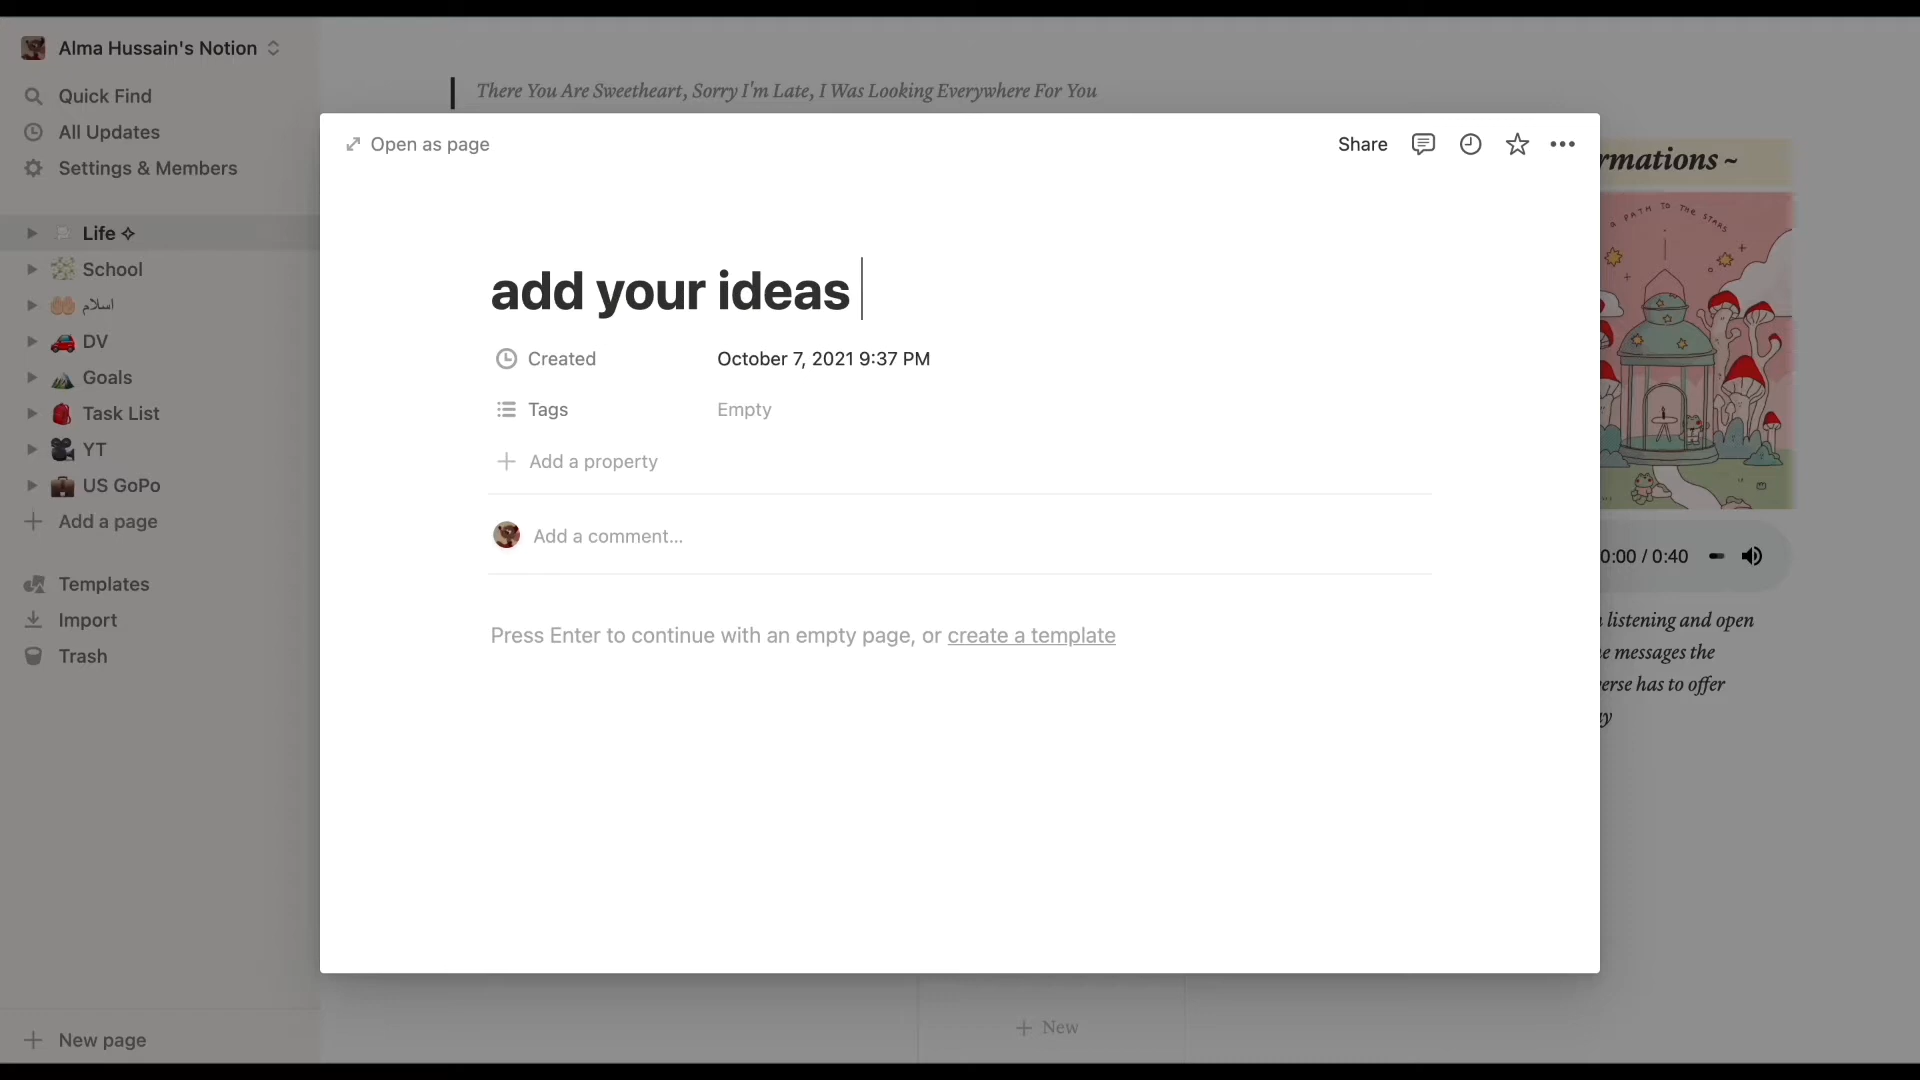 Alma Hussain's Notion
Quick Find
All Updates
Settings & Members
Life ✧
School
اسلام
DV
Goals
Task List
YT
US GoPo
Add a page
Templates
Import
Trash
New page
There You Are Sweetheart, Sorry I'm Late, I Was Looking Everywhere For You
Open as page
Share
add your ideas
Created October 7, 2021 9:37 PM
Tags Empty
Add a property
Add a comment...
Press Enter to continue with an empty page, or create a template
New
rmations ~
PATH TO THE STARS
0:00 / 0:40
listening and open
messages the
erse has to offer